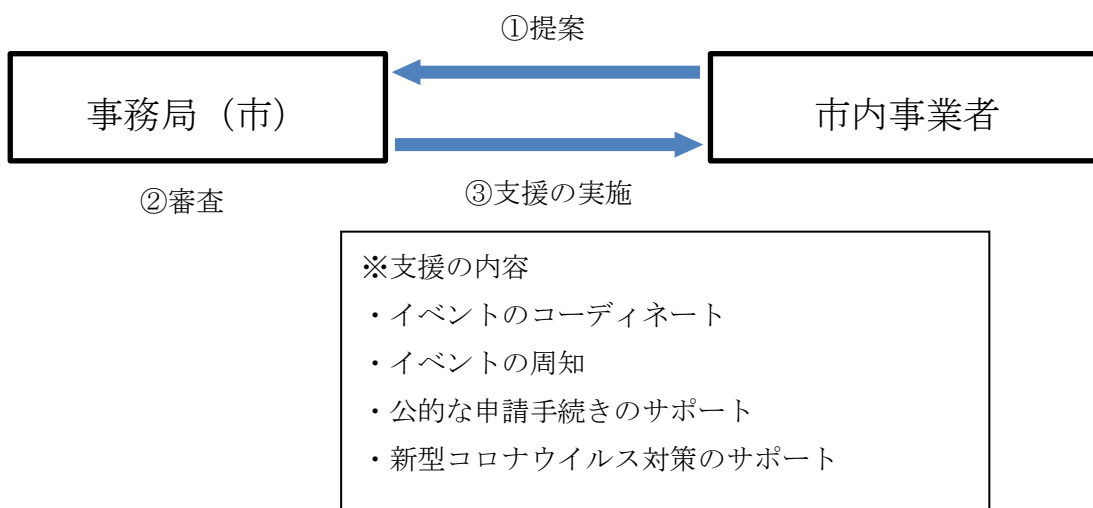 ①提案
事務局（市）
市内事業者
②審査
③支援の実施
※支援の内容
・イベントのコーディネート
・イベントの周知
・公的な申請手続きのサポート
・新型コロナウイルス対策のサポート